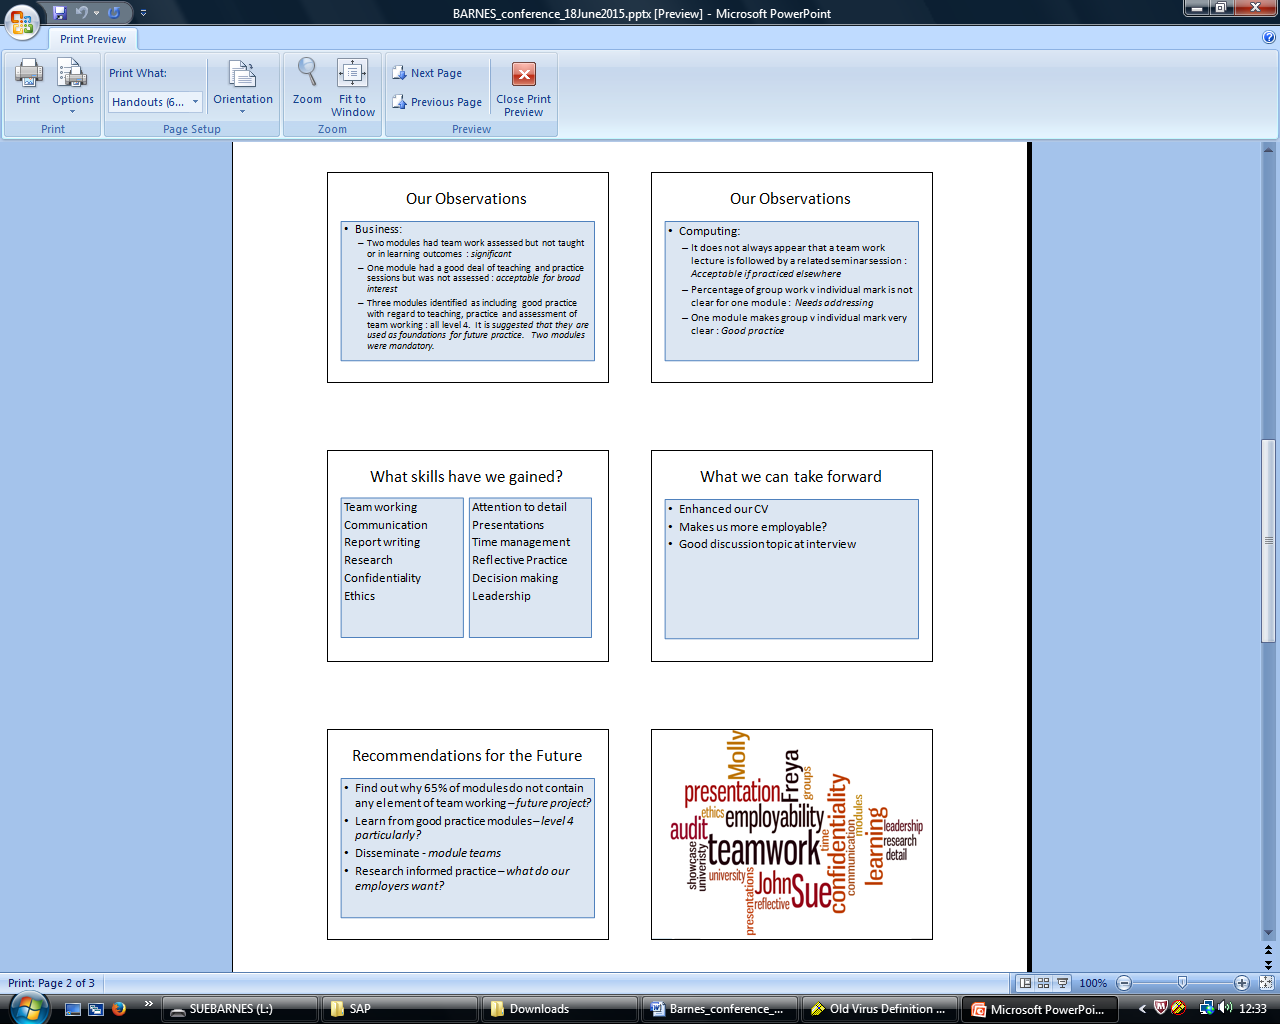 BARNES_conference_18June2015.pptx [Preview] - Microsoft PowerPoint
Print Preview
Print
Options
Print
Print What:
Handouts (6...
Orientation
Page Setup
Zoom
Fit to
Window
Zoom
Next Page
Previous Page
Close Print
Preview
Preview
Our Observations
• Business:
– Two modules had team work assessed but not taught
or in learning outcomes : significant
– One module had a good deal of teaching and practice
sessions but was not assessed : acceptable for broad
interest
– Three modules identified as including good practice
with regard to teaching, practice and assessment of
team working : all level 4. It is suggested that they are
used as foundations for future practice. Two modules
were mandatory.
Our Observations
• Computing:
– It does not always appear that a team work
lecture is followed by a related seminar session :
Acceptable if practiced elsewhere
– Percentage of group work v individual mark is not
clear for one module : Needs addressing
– One module makes group v individual mark very
clear : Good practice
What skills have we gained?
Team working
Communication
Report writing
Research
Confidentiality
Ethics
Attention to detail
Presentations
Time management
Reflective Practice
Decision making
Leadership
What we can take forward
• Enhanced our CV
• Makes us more employable?
• Good discussion topic at interview
Recommendations for the Future
• Find out why 65% of modules do not contain
any element of team working – future project?
• Learn from good practice modules – level 4
particularly?
• Disseminate - module teams
• Research informed practice – what do our
employers want?
Molly
Freya
groups
presentation
ethics
employability
confidentiality
modules
audit
time
communication
learning
leadership
research
detail
teamwork
showcase
univeristy
university
presentations
John
Sue
reflective
Print: Page 2 of 3
100%
SUEBARNES (L:)
SAP
Downloads
Barnes_conference_...
Old Virus Definition ...
Microsoft PowerPoi...
12:33